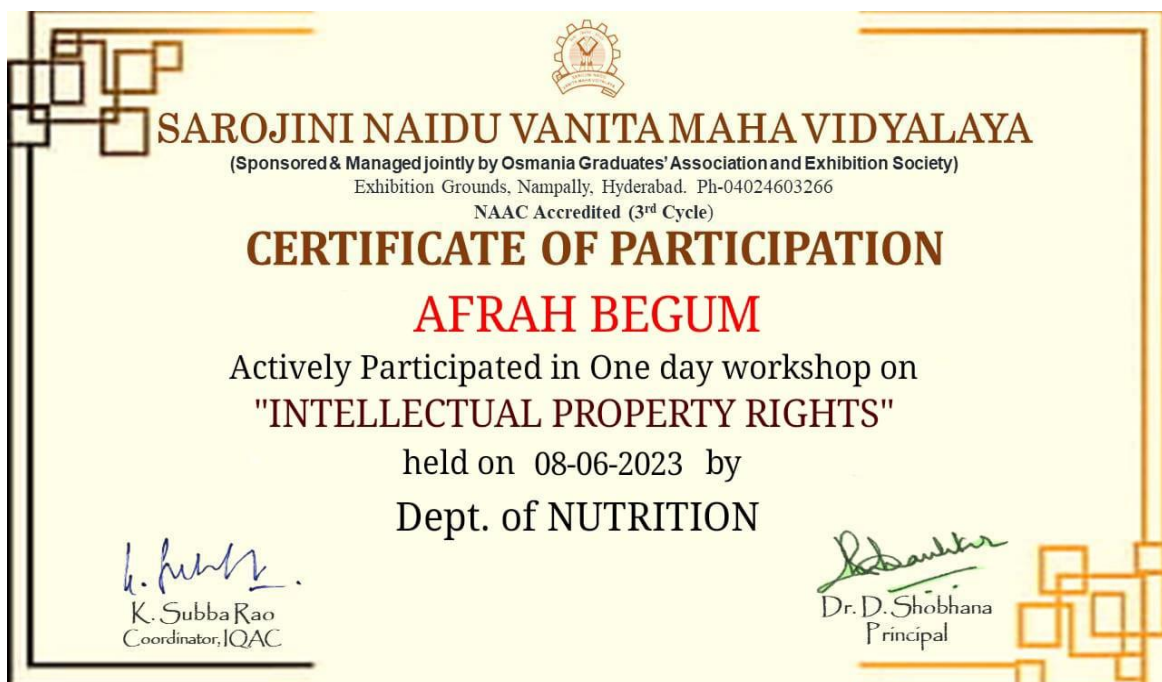 SAROJINI NAIDU VANITA MAHA VIDYALAYA
(Sponsored & Managed jointly by Osmania Graduates' Association and Exhibition Society)
Exhibition Grounds, Nampally, Hyderabad. Ph-04024603266
NAAC Accredited (3rd Cycle)
CERTIFICATE OF PARTICIPATION
AFRAH BEGUM
Actively Participated in One day workshop on
"INTELLECTUAL PROPERTY RIGHTS"
held on 08-06-2023 by
Dept. of NUTRITION
K. Subba Rao
Coordinator, IQAC
Dr. D. Shobhana
Principal